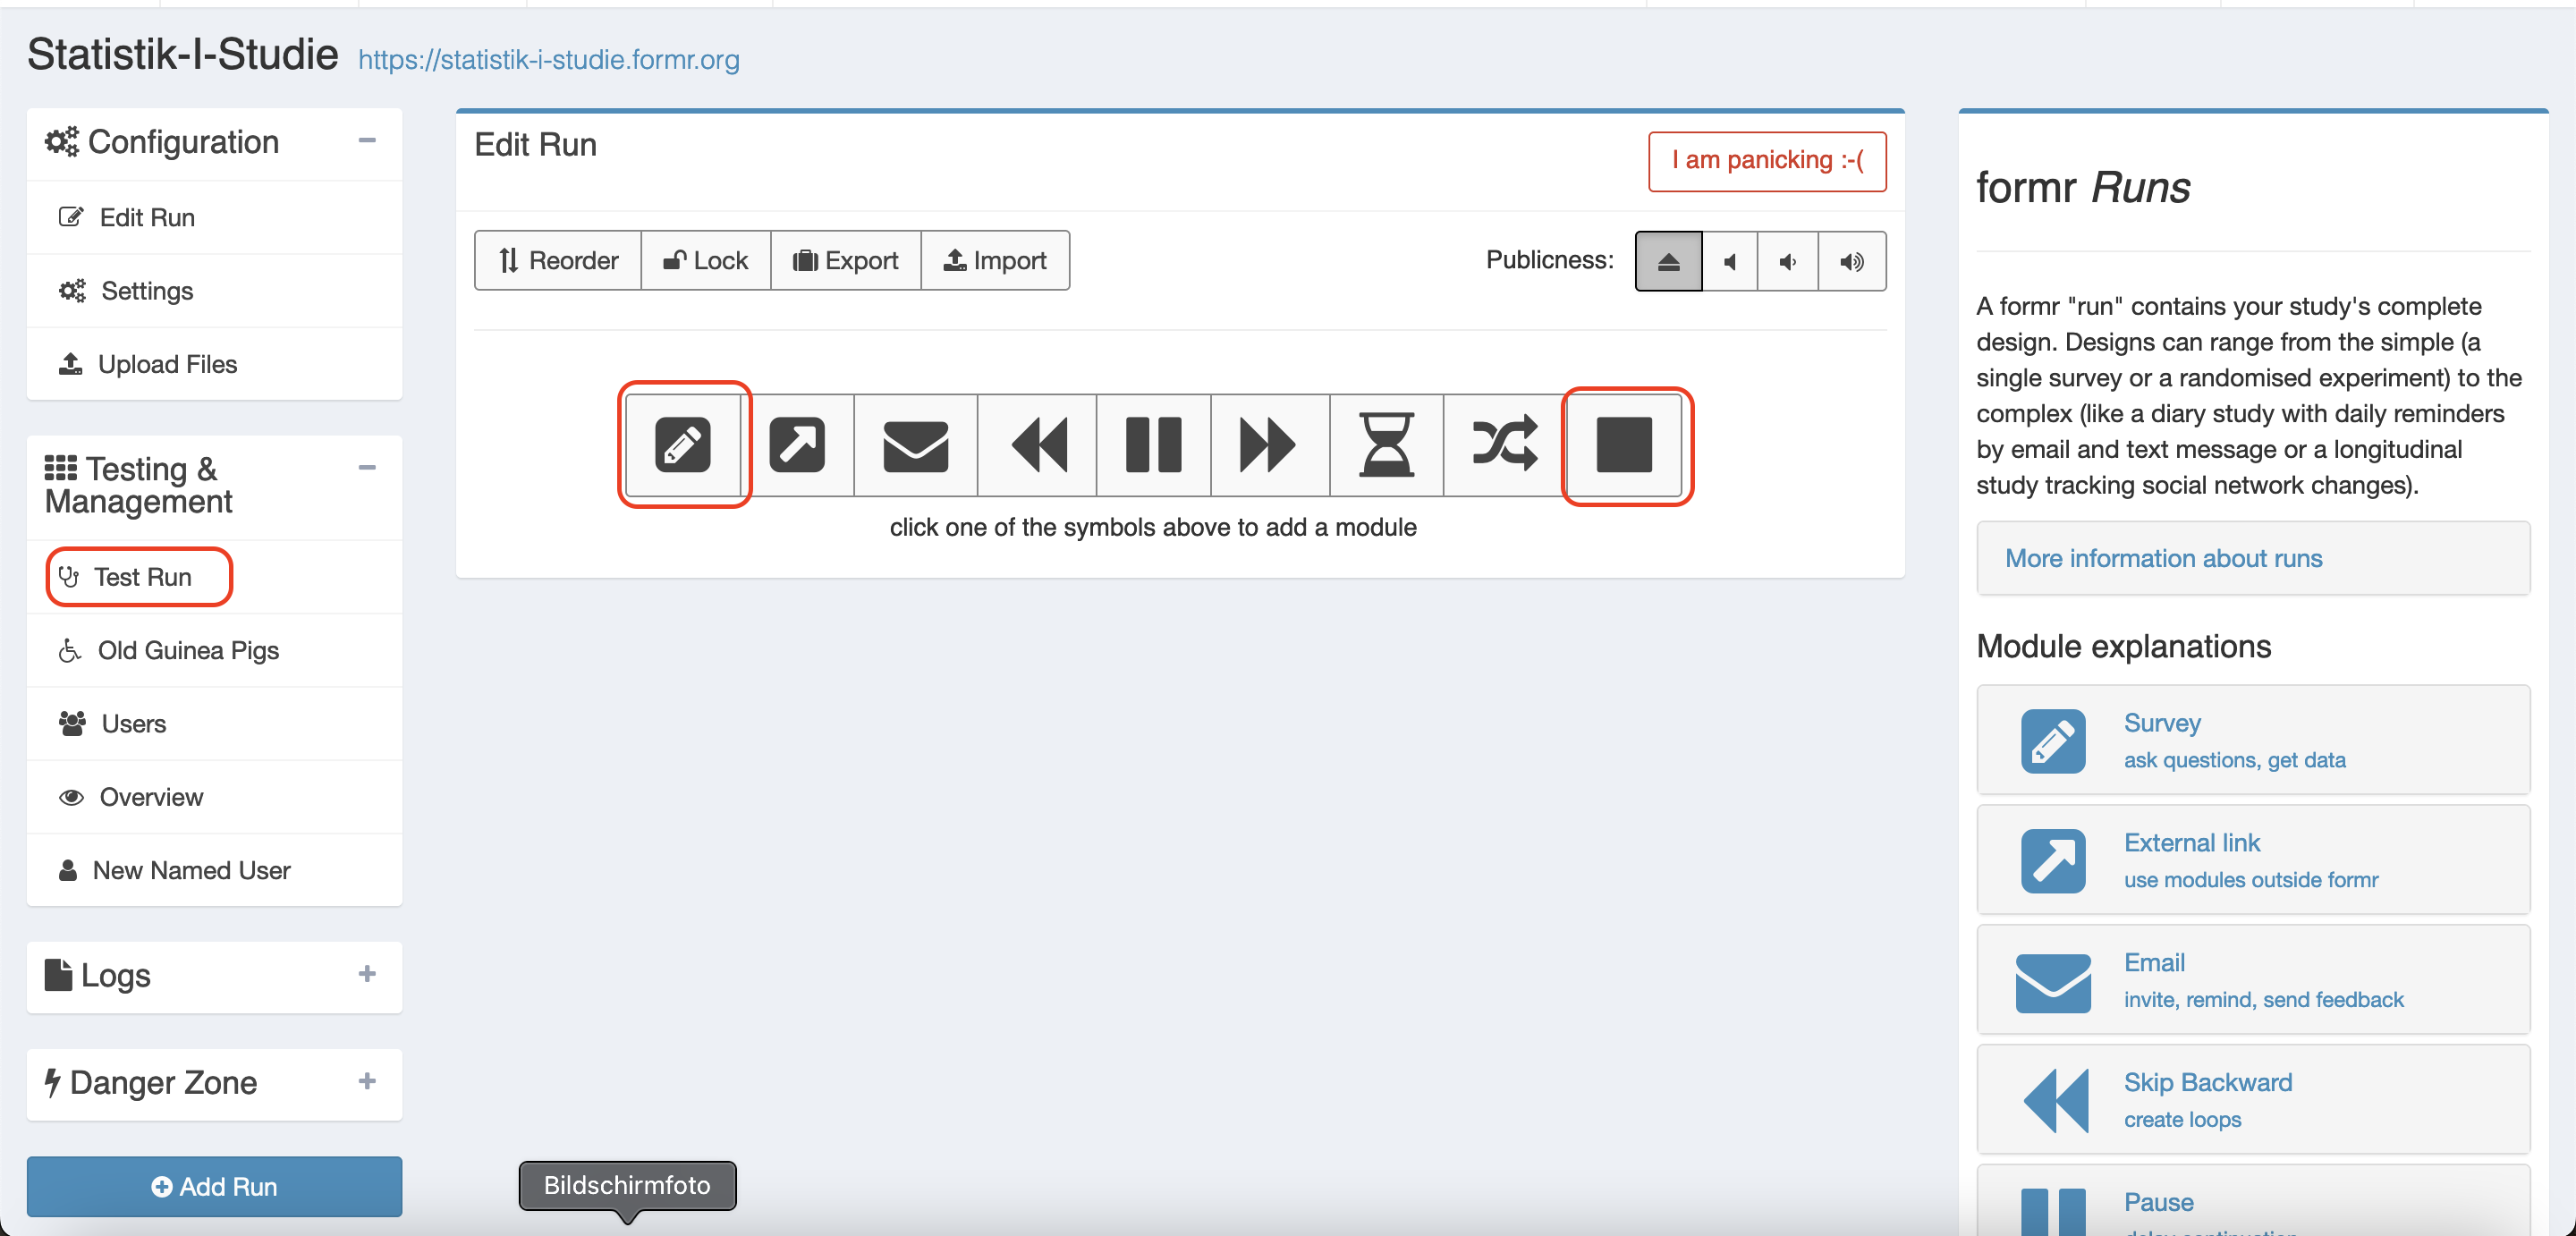 Statistik-I-Studie https://statistik-i-studie.formr.org
Configuration
Edit Run
Settings
Upload Files
Testing &
Management
Test Run
Old Guinea Pigs
Users
Overview
New Named User
Logs
Danger Zone
Add Run
Edit Run
I am panicking :-(
Reorder
Lock
Export
Import
Publicness:
click one of the symbols above to add a module
Bildschirmfoto
formr Runs
A formr "run" contains your study's complete
design. Designs can range from the simple (a
single survey or a randomised experiment) to the
complex (like a diary study with daily reminders
by email and text message or a longitudinal
study tracking social network changes).
More information about runs
Module explanations
Survey
ask questions, get data
External link
use modules outside formr
Email
invite, remind, send feedback
Skip Backward
create loops
Pause
delay continuation